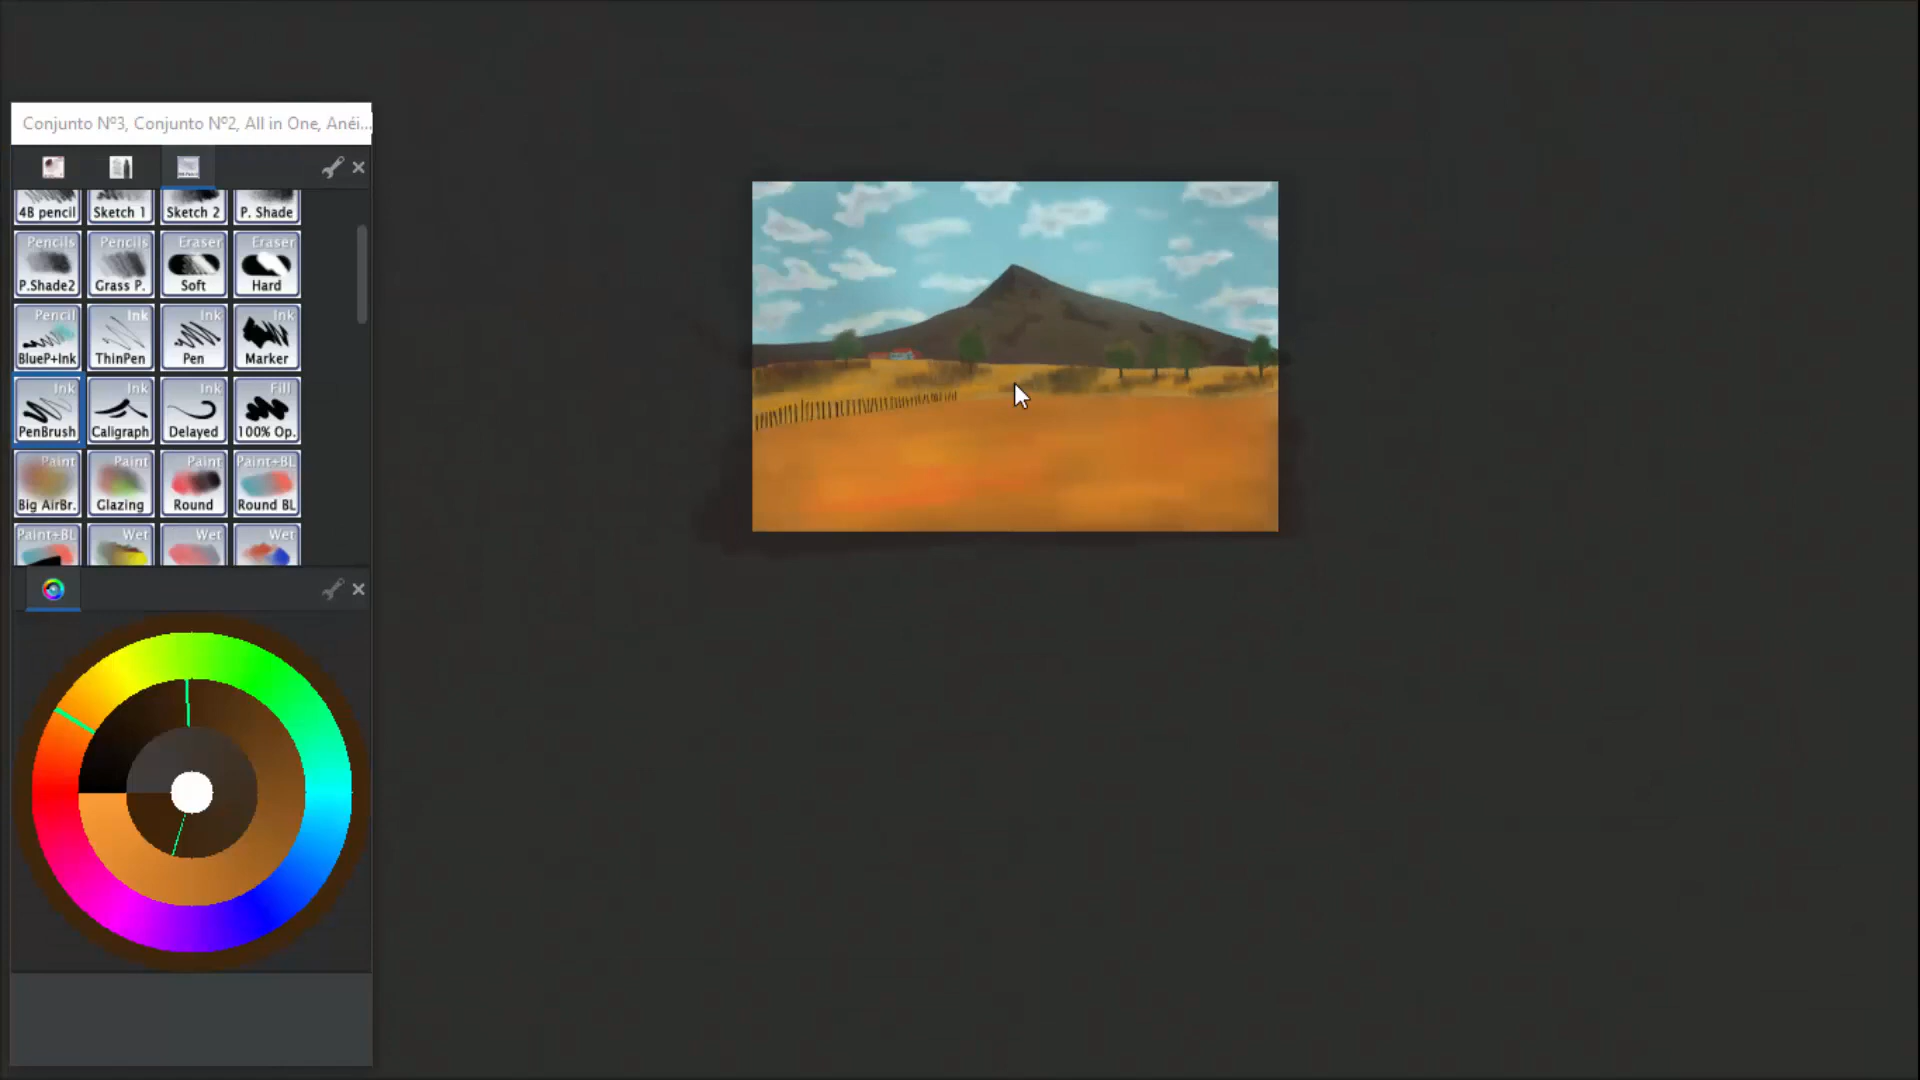 Conjunto Nº3, Conjunto Nº2, All in One, Anéi...
4B pencil Sketch 1 Sketch 2 P. Shade
Pencils Pencils Eraser Eraser
P.Shade2 Grass P. Soft Hard
Pencil Ink Ink Ink
BlueP+Ink ThinPen Pen Marker
Ink Ink Ink Fill
PenBrush Caligraph Delayed 100% Op.
Paint Paint Paint Paint+BL
Big AirBr. Glazing Round Round BL
Paint+BL Wet Wet Wet